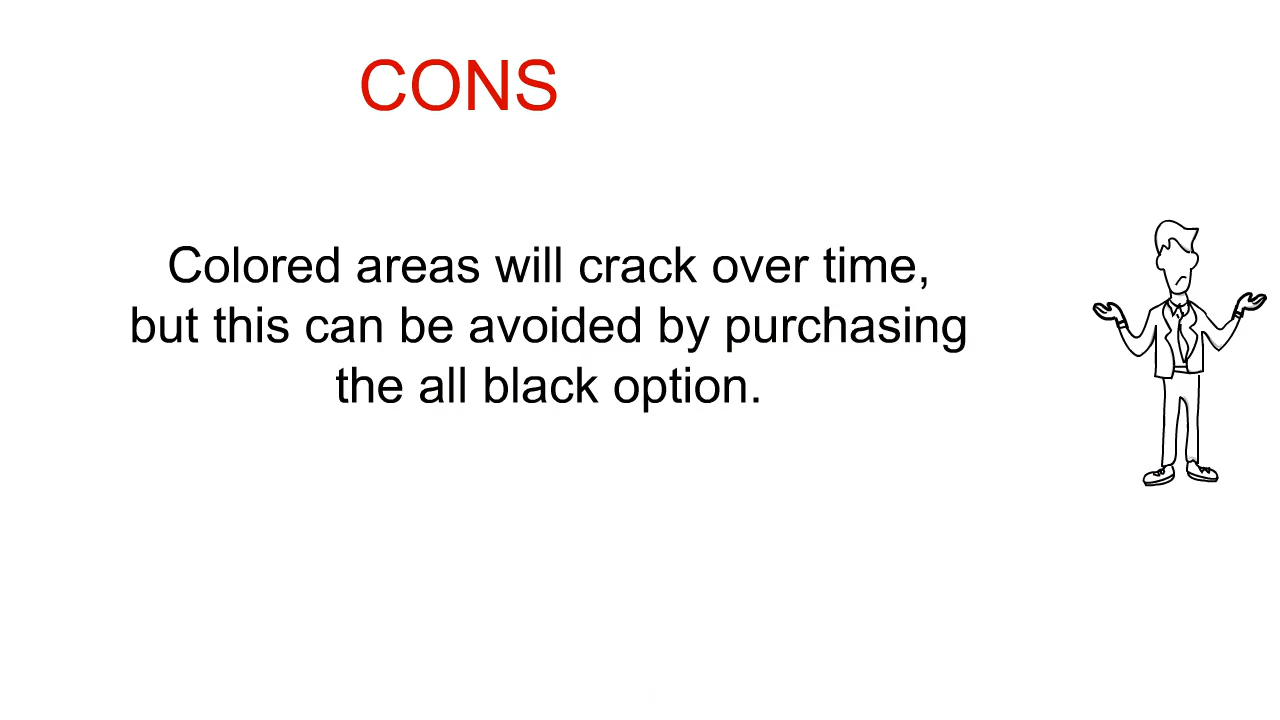 CONS
Colored areas will crack over time,
but this can be avoided by purchasing
the all black option.